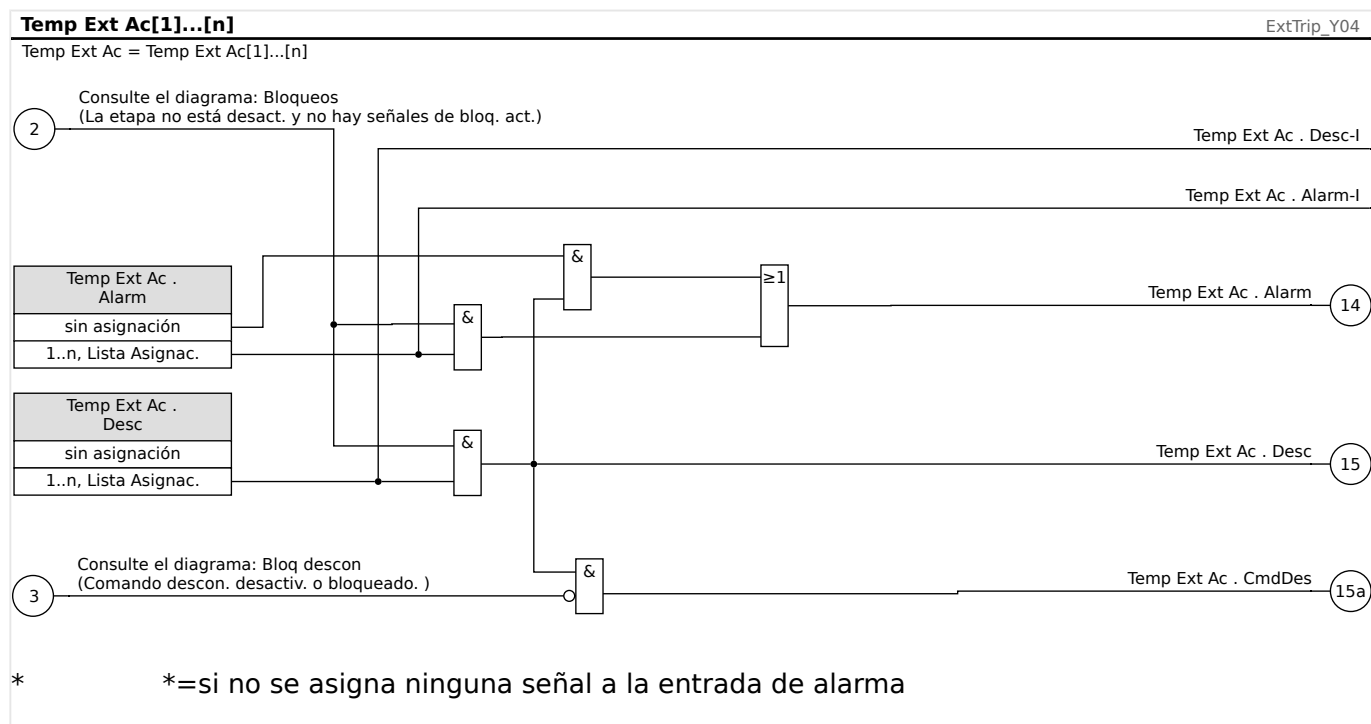 Temp Ext Ac[1]...[n]
ExtTrip_Y04
Temp Ext Ac = Temp Ext Ac[1]...[n]
Consulte el diagrama: Bloqueos
(La etapa no está desact. y no hay señales de bloq. act.)
2
Temp Ext Ac . Desc-I
Temp Ext Ac . Alarm-I
&
Temp Ext Ac .
Alarm
≥1
sin asignación
&
Temp Ext Ac . Alarm
14
1..n, Lista Asignac.
Temp Ext Ac .
Desc
sin asignación
&
Temp Ext Ac . Desc
15
1..n, Lista Asignac.
Consulte el diagrama: Bloq descon
(Comando descon. desactiv. o bloqueado. )
3
&
Temp Ext Ac . CmdDes
15a
* *=si no se asigna ninguna señal a la entrada de alarma